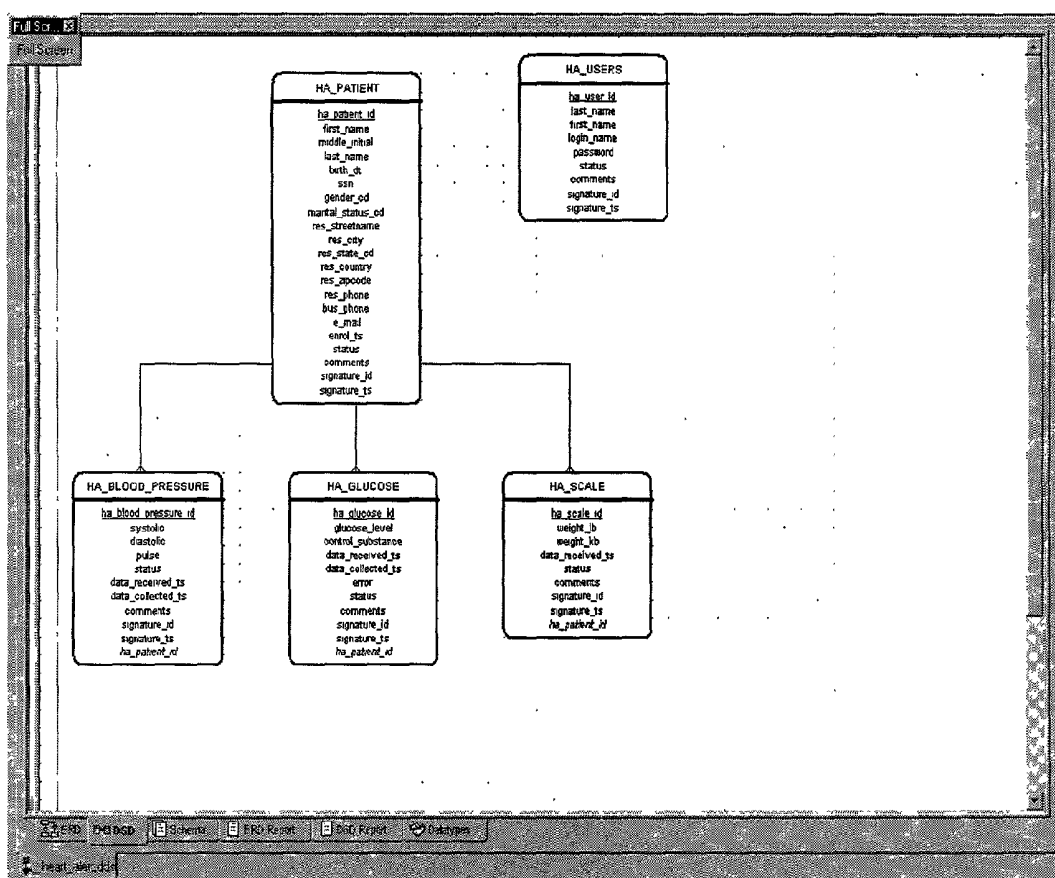 Full Scr...
Full Screen
HA_PATIENT
ha_patient_id
first_name
middle_initial
last_name
birth_dt
ssn
gender_cd
marital_status_cd
res_streetname
res_city
res_state_cd
res_country
res_zipcode
res_phone
bus_phone
e_mail
enrol_ts
status
comments
signature_id
signature_ts
HA_USERS
ha_user_id
last_name
first_name
login_name
password
status
comments
signature_id
signature_ts
HA_BLOOD_PRESSURE
ha_blood_pressure_id
systolic
diastolic
pulse
status
data_received_ts
data_collected_ts
comments
signature_id
signature_ts
ha_patient_id
HA_GLUCOSE
ha_glucose_id
glucose_level
control_substance
data_received_ts
data_collected_ts
error
status
comments
signature_id
signature_ts
ha_patient_id
HA_SCALE
ha_scale_id
weight_lb
weight_kb
data_received_ts
status
comments
signature_id
signature_ts
ha_patient_id
ERD DSD Schema ERD Report DSD Report Datatypes